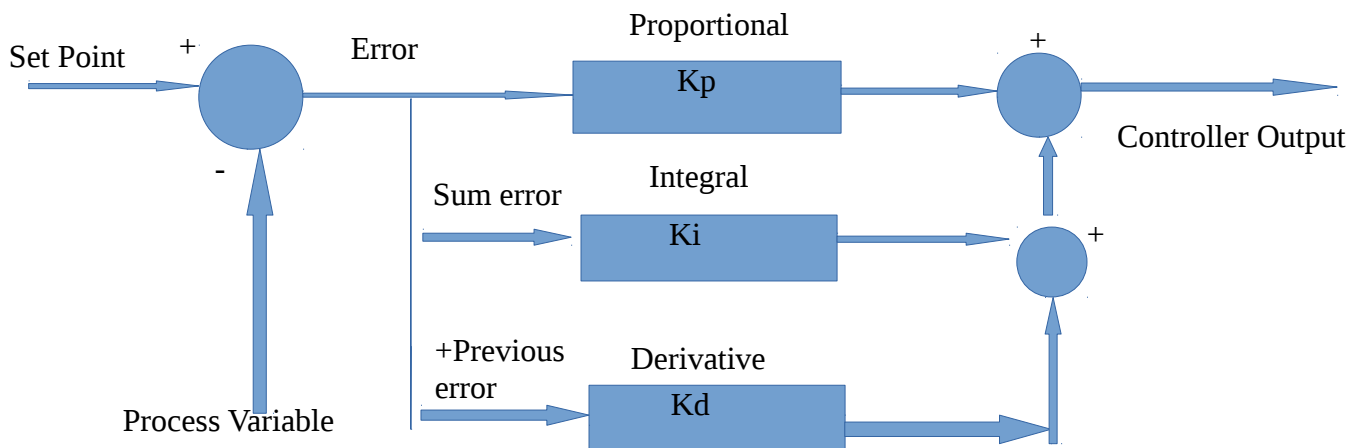 Proportional
+
Error
+
Set Point
Kp
Controller Output
-
Integral
Sum error
Ki
+
+Previous
error
Derivative
Kd
Process Variable